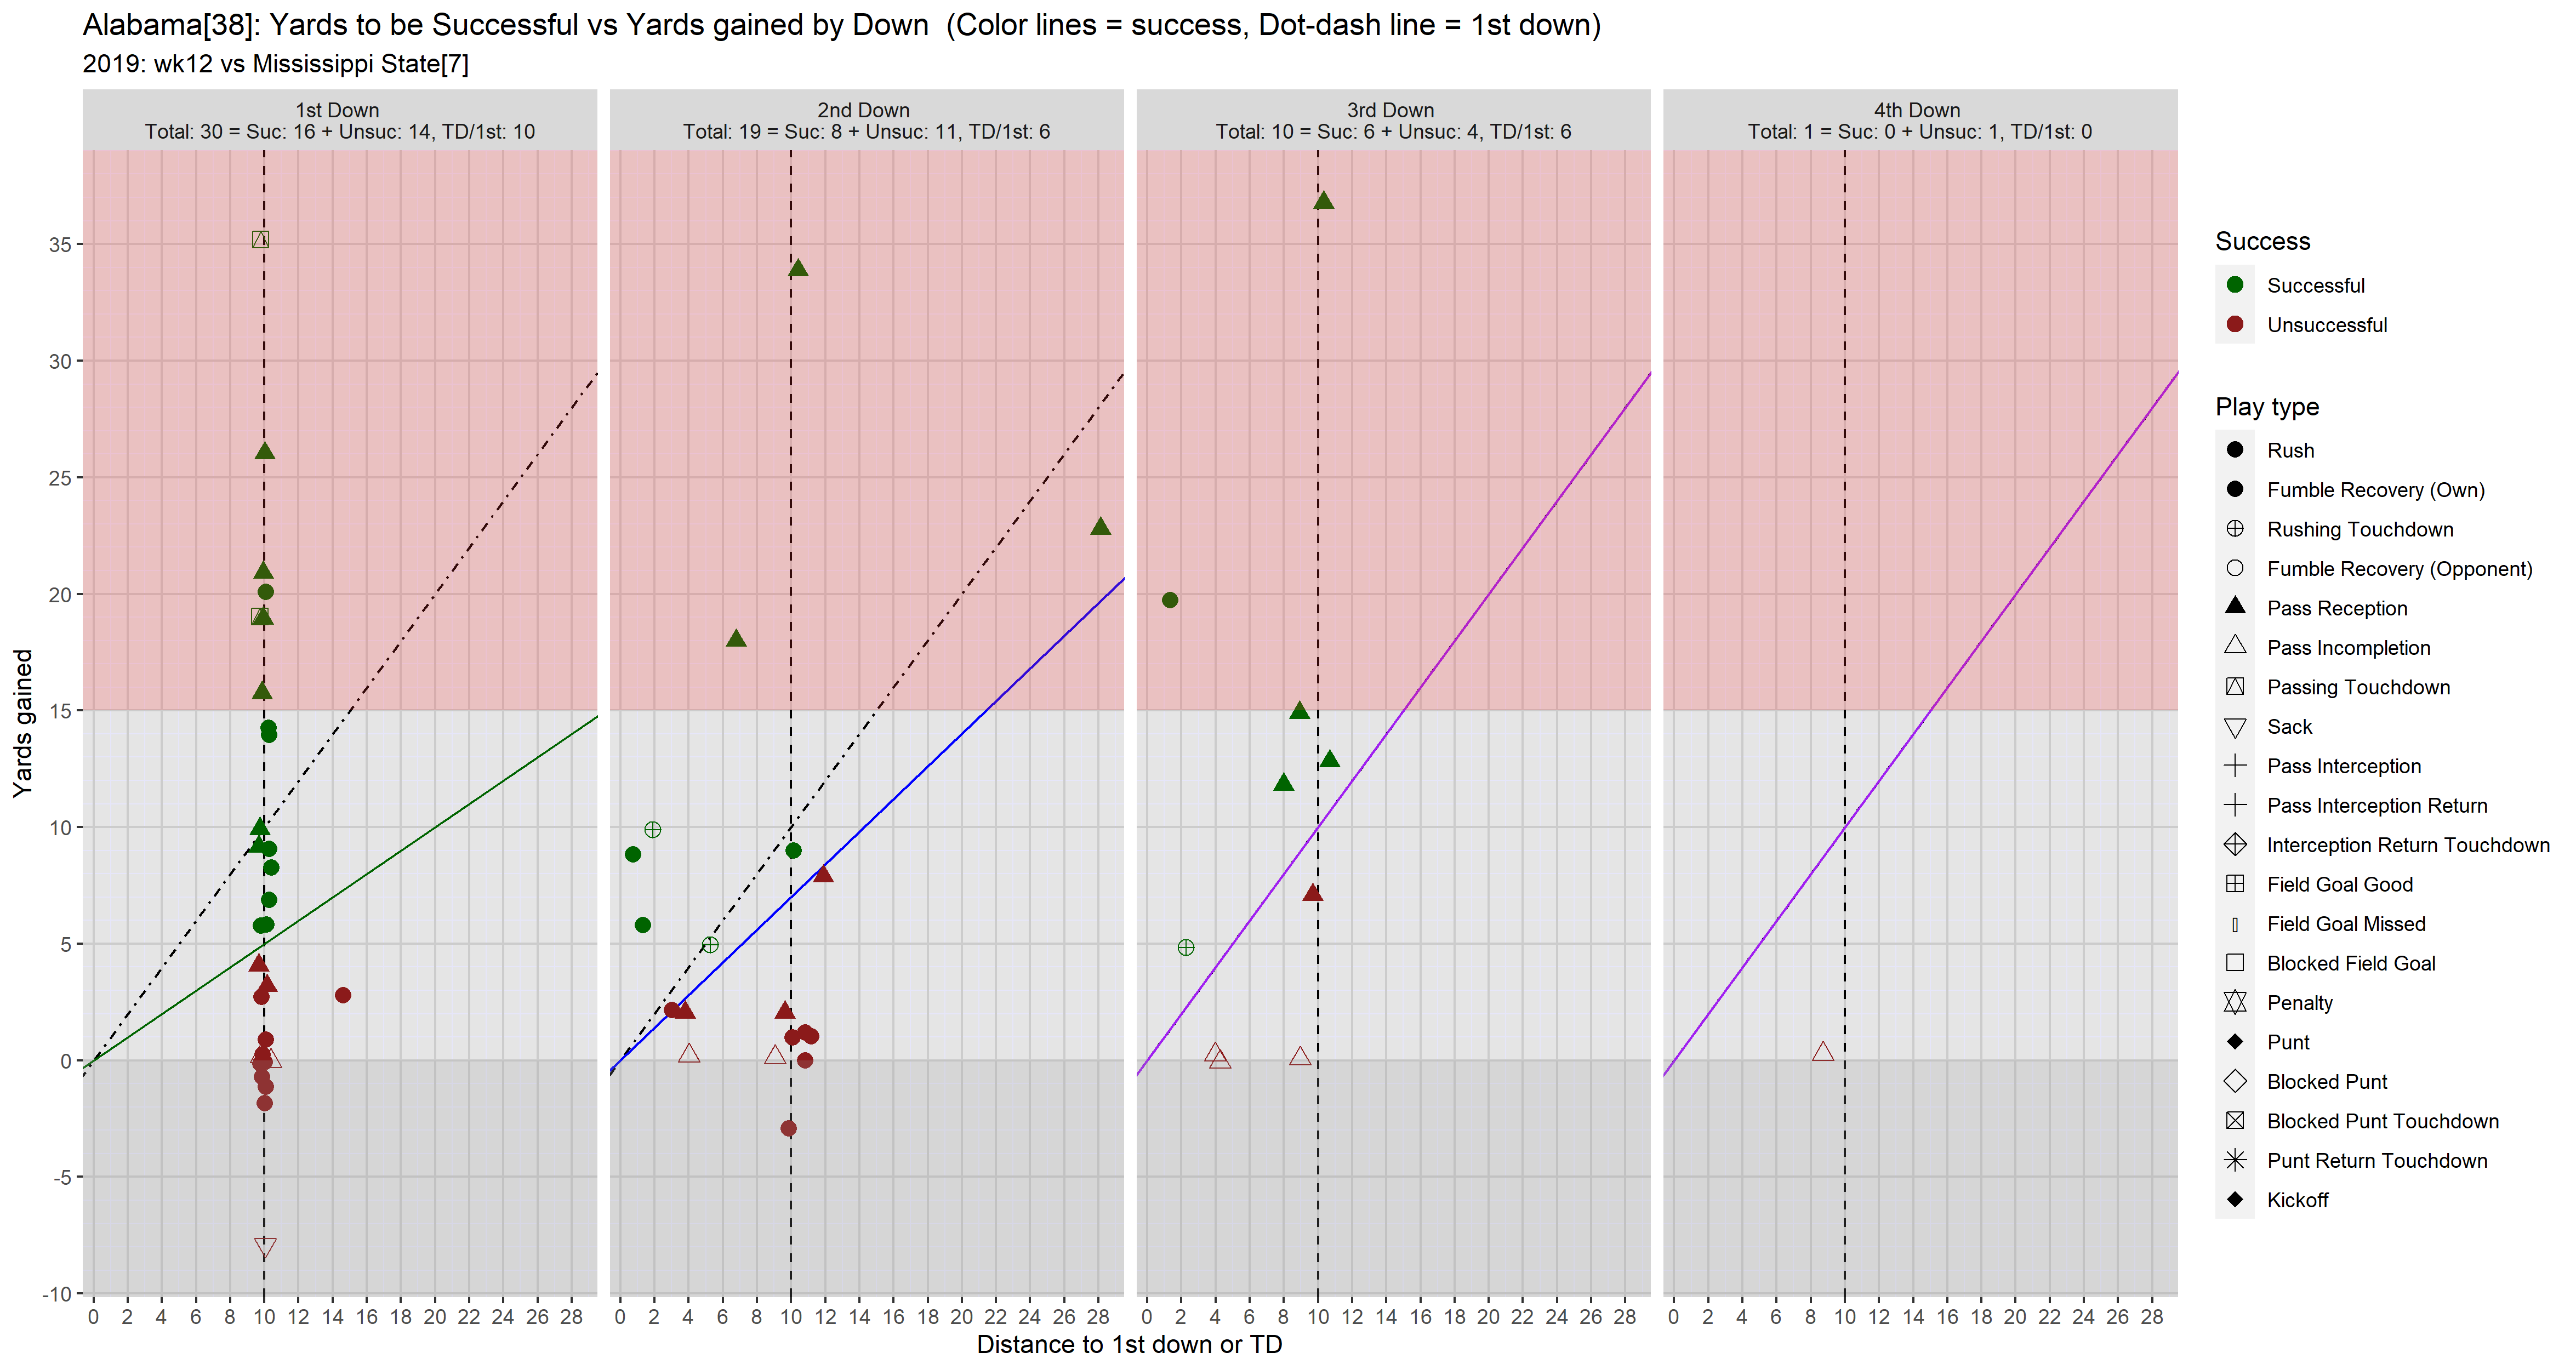 Alabama[38]: Yards to be Successful vs Yards gained by Down  (Color lines = success, Dot-dash line = 1st down)
2019: wk12 vs Mississippi State[7]
1st Down
Total: 30 = Suc: 16 + Unsuc: 14, TD/1st: 10
2nd Down
Total: 19 = Suc: 8 + Unsuc: 11, TD/1st: 6
3rd Down
Total: 10 = Suc: 6 + Unsuc: 4, TD/1st: 6
4th Down
Total: 1 = Suc: 0 + Unsuc: 1, TD/1st: 0
Yards gained
35
30
25
20
15
10
5
0
-5
-10
0 2 4 6 8 10 12 14 16 18 20 22 24 26 28
0 2 4 6 8 10 12 14 16 18 20 22 24 26 28
0 2 4 6 8 10 12 14 16 18 20 22 24 26 28
0 2 4 6 8 10 12 14 16 18 20 22 24 26 28
Distance to 1st down or TD
Success
Successful
Unsuccessful
Play type
Rush
Fumble Recovery (Own)
Rushing Touchdown
Fumble Recovery (Opponent)
Pass Reception
Pass Incompletion
Passing Touchdown
Sack
Pass Interception
Pass Interception Return
Interception Return Touchdown
Field Goal Good
Field Goal Missed
Blocked Field Goal
Penalty
Punt
Blocked Punt
Blocked Punt Touchdown
Punt Return Touchdown
Kickoff